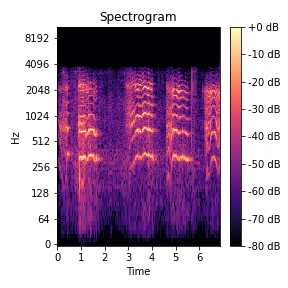 Spectrogram
+0 dB
8192
-10 dB
4096
-20 dB
2048
-30 dB
1024
-40 dB
Hz
512
-50 dB
256
128
-60 dB
64
-70 dB
0
-80 dB
0 1 2 3 4 5 6
Time